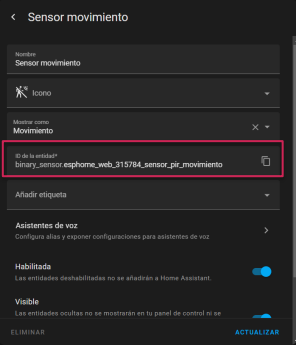 Sensor movimiento
Nombre
Sensor movimiento
Icono
Mostrar como
Movimiento
ID de la entidad*
binary_sensor.esphome_web_315784_sensor_pir_movimiento
Añadir etiqueta
Asistentes de voz
Configura alias y exponer configuraciones para asistentes de voz
Habilitada
Las entidades deshabilitadas no se añadirán a Home Assistant.
Visible
Las entidades ocultas no se mostrarán en tu panel de control ni se
ELIMINAR
ACTUALIZAR